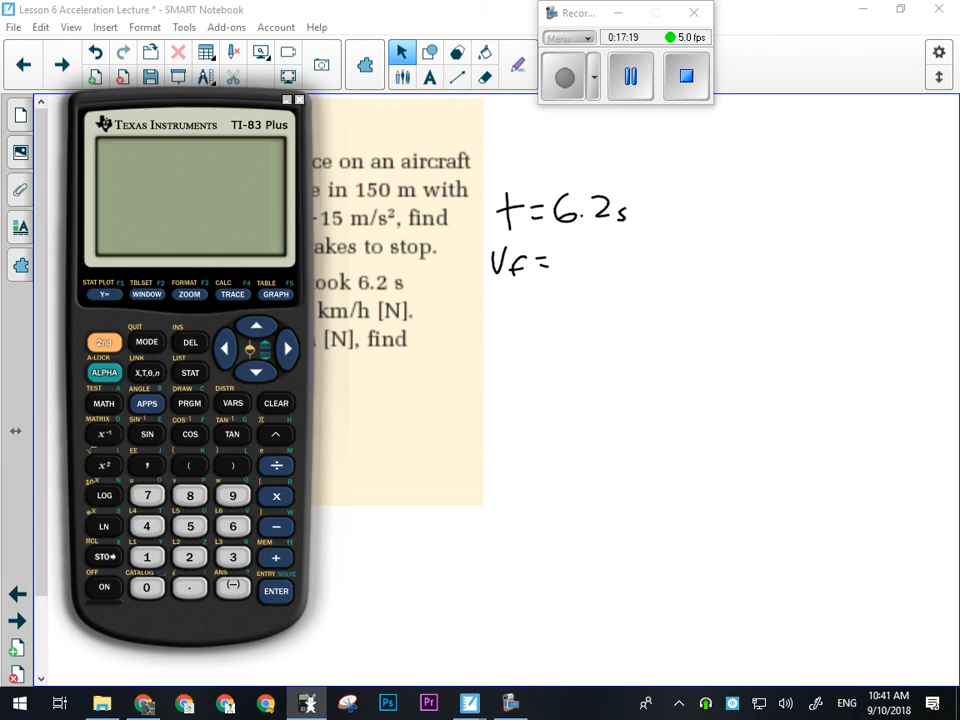 Lesson 6 Acceleration Lecture * - SMART Notebook
File Edit View Insert Format Tools Add-ons Account Help
Recor...
Menu 0:17:19 5.0 fps
TEXAS INSTRUMENTS TI-83 Plus
ce on an aircraft
e in 150 m with
-15 m/s², find
akes to stop.
ook 6.2 s
km/h [N].
[N], find
t = 6.2 s
Vf =
STAT PLOT F1 TBLSET F2 FORMAT F3 CALC F4 TABLE F5
Y= WINDOW ZOOM TRACE GRAPH
QUIT INS
2nd MODE DEL
A-LOCK LINK LIST
ALPHA X,T,θ,n STAT
TEST A ANGLE B DRAW C DISTR
MATH APPS PRGM VARS CLEAR
MATRIX D SIN⁻¹ E COS⁻¹ F TAN⁻¹ G π H
x⁻¹ SIN COS TAN ^
√ I EE J { K } L e M
x² , ( ) ÷
10ˣ N u O v P w Q [ R
LOG 7 8 9 ×
eˣ S L4 T L5 U L6 V ] W
LN 4 5 6 −
RCL X L1 Y L2 Z L3 θ MEM "
STO➔ 1 2 3 +
OFF CATALOG i ANS ? ENTRY SOLVE
ON 0 . (−) ENTER
Ps Pr ENG 10:41 AM
9/10/2018